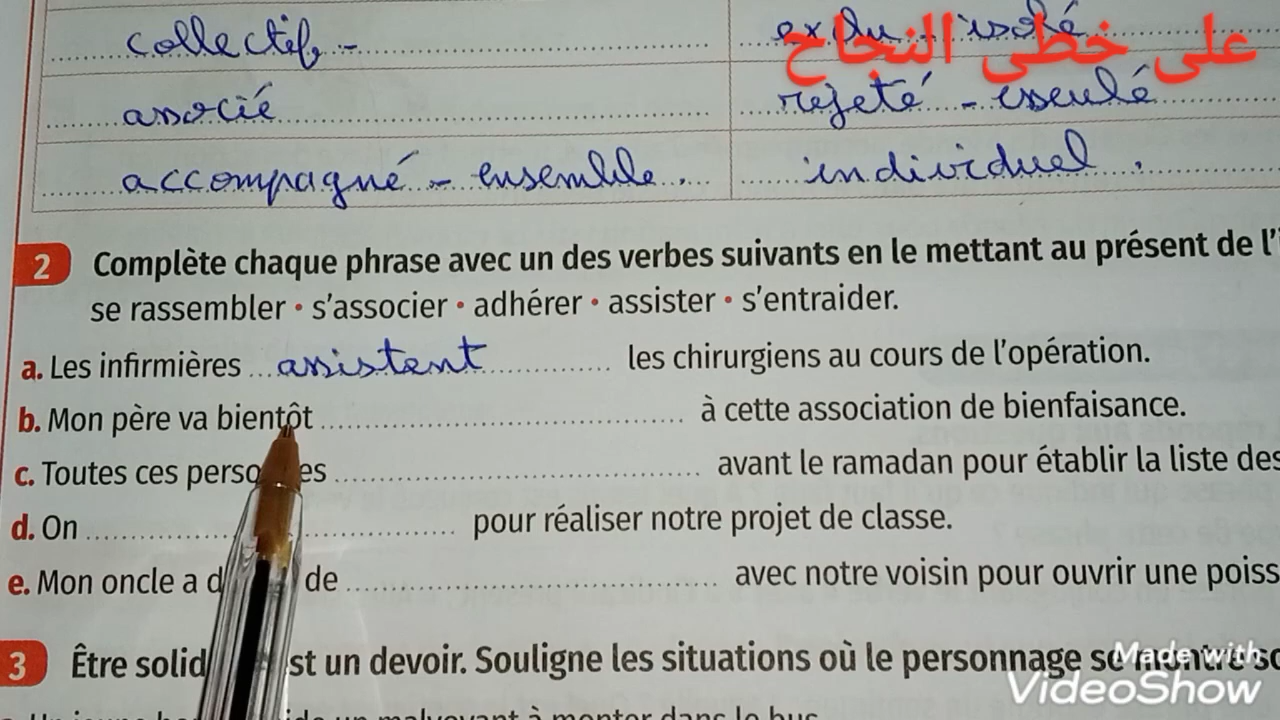 collectif - exclu - isolé
على خطى النجاح
associé rejeté - esseulé
accompagné - ensemble. individuel.
2 Complète chaque phrase avec un des verbes suivants en le mettant au présent de l'
se rassembler • s'associer • adhérer • assister • s'entraider.
a. Les infirmières assistent les chirurgiens au cours de l'opération.
b. Mon père va bientôt à cette association de bienfaisance.
c. Toutes ces perso es avant le ramadan pour établir la liste des
d. On pour réaliser notre projet de classe.
e. Mon oncle a d de avec notre voisin pour ouvrir une poiss
3 Être solid st un devoir. Souligne les situations où le personnage se montre so
Made with
VideoShow